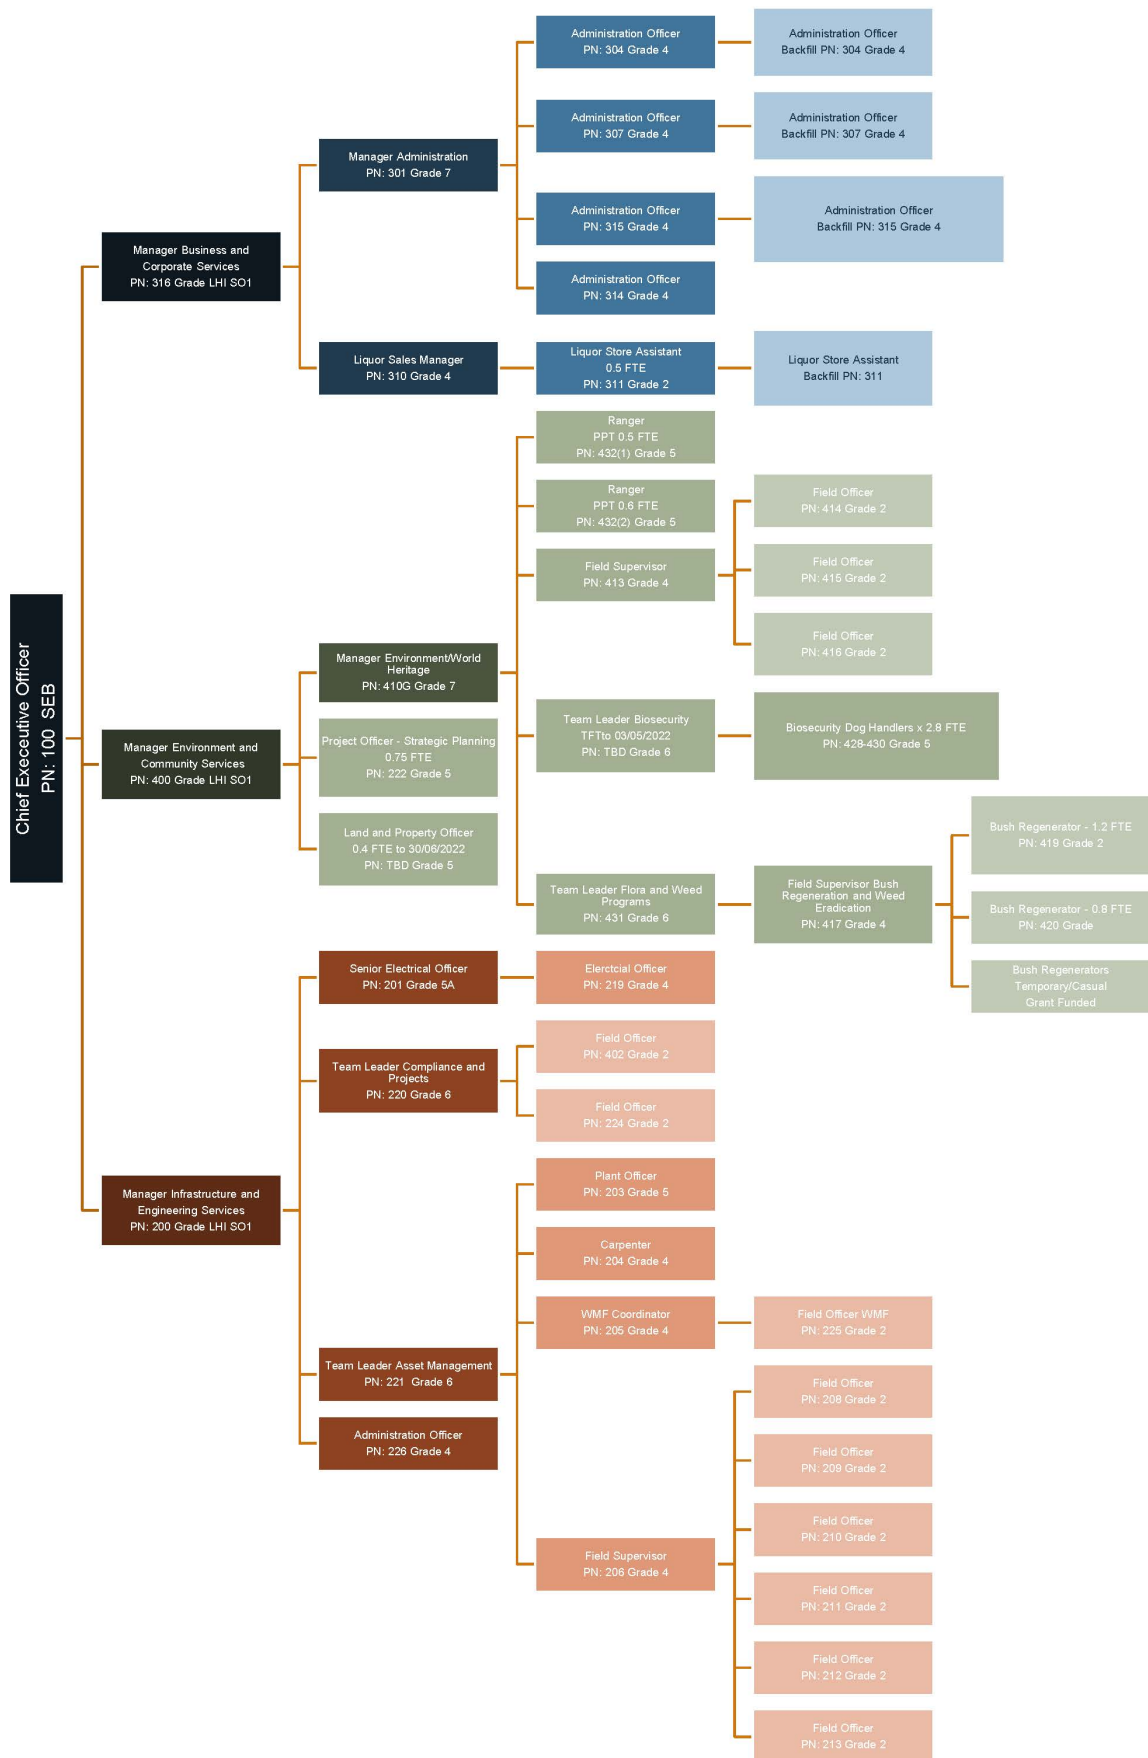 Chief Excecutive Officer
PN: 100 SEB
Manager Business and
Corporate Services
PN: 316 Grade LHI SO1
Manager Administration
PN: 301 Grade 7
Administration Officer
PN: 304 Grade 4
Administration Officer
Backfill PN: 304 Grade 4
Administration Officer
PN: 307 Grade 4
Administration Officer
Backfill PN: 307 Grade 4
Administration Officer
PN: 315 Grade 4
Administration Officer
Backfill PN: 315 Grade 4
Administration Officer
PN: 314 Grade 4
Liquor Sales Manager
PN: 310 Grade 4
Liquor Store Assistant
0.5 FTE
PN: 311 Grade 2
Liquor Store Assistant
Backfill PN: 311
Manager Environment and
Community Services
PN: 400 Grade LHI SO1
Manager Environment/World
Heritage
PN: 410G Grade 7
Ranger
PPT 0.5 FTE
PN: 432(1) Grade 5
Ranger
PPT 0.6 FTE
PN: 432(2) Grade 5
Field Supervisor
PN: 413 Grade 4
Field Officer
PN: 414 Grade 2
Field Officer
PN: 415 Grade 2
Field Officer
PN: 416 Grade 2
Team Leader Biosecurity
TFTto 03/05/2022
PN: TBD Grade 6
Biosecurity Dog Handlers x 2.8 FTE
PN: 428-430 Grade 5
Team Leader Flora and Weed
Programs
PN: 431 Grade 6
Field Supervisor Bush
Regeneration and Weed
Eradication
PN: 417 Grade 4
Bush Regenerator - 1.2 FTE
PN: 419 Grade 2
Bush Regenerator - 0.8 FTE
PN: 420 Grade
Bush Regenerators
Temporary/Casual
Grant Funded
Project Officer - Strategic Planning
0.75 FTE
PN: 222 Grade 5
Land and Property Officer
0.4 FTE to 30/06/2022
PN: TBD Grade 5
Manager Infrastructure and
Engineering Services
PN: 200 Grade LHI SO1
Senior Electrical Officer
PN: 201 Grade 5A
Elerctcial Officer
PN: 219 Grade 4
Team Leader Compliance and
Projects
PN: 220 Grade 6
Field Officer
PN: 402 Grade 2
Field Officer
PN: 224 Grade 2
Team Leader Asset Management
PN: 221 Grade 6
Plant Officer
PN: 203 Grade 5
Carpenter
PN: 204 Grade 4
WMF Coordinator
PN: 205 Grade 4
Field Officer WMF
PN: 225 Grade 2
Field Supervisor
PN: 206 Grade 4
Field Officer
PN: 208 Grade 2
Field Officer
PN: 209 Grade 2
Field Officer
PN: 210 Grade 2
Field Officer
PN: 211 Grade 2
Field Officer
PN: 212 Grade 2
Field Officer
PN: 213 Grade 2
Administration Officer
PN: 226 Grade 4